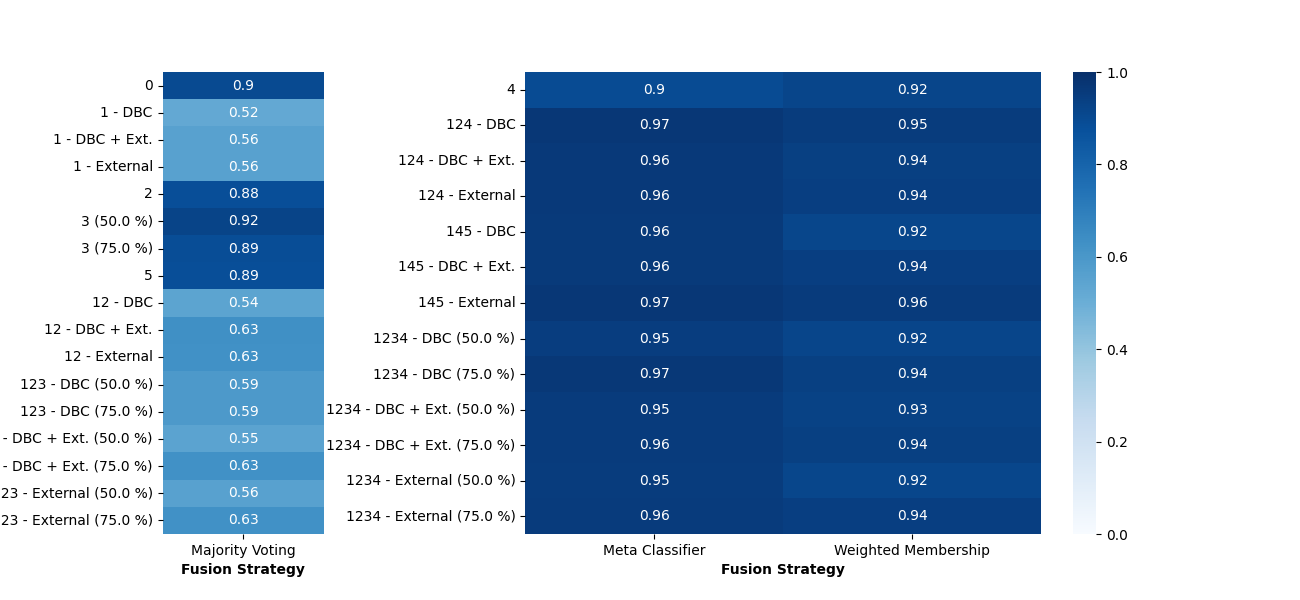 0 0.9
1 - DBC 0.52
1 - DBC + Ext. 0.56
1 - External 0.56
2 0.88
3 (50.0 %) 0.92
3 (75.0 %) 0.89
5 0.89
12 - DBC 0.54
12 - DBC + Ext. 0.63
12 - External 0.63
123 - DBC (50.0 %) 0.59
123 - DBC (75.0 %) 0.59
- DBC + Ext. (50.0 %) 0.55
- DBC + Ext. (75.0 %) 0.63
23 - External (50.0 %) 0.56
23 - External (75.0 %) 0.63
Majority Voting
Fusion Strategy
4 0.9 0.92
124 - DBC 0.97 0.95
124 - DBC + Ext. 0.96 0.94
124 - External 0.96 0.94
145 - DBC 0.96 0.92
145 - DBC + Ext. 0.96 0.94
145 - External 0.97 0.96
1234 - DBC (50.0 %) 0.95 0.92
1234 - DBC (75.0 %) 0.97 0.94
1234 - DBC + Ext. (50.0 %) 0.95 0.93
1234 - DBC + Ext. (75.0 %) 0.96 0.94
1234 - External (50.0 %) 0.95 0.92
1234 - External (75.0 %) 0.96 0.94
Meta Classifier Weighted Membership
Fusion Strategy
1.0
0.8
0.6
0.4
0.2
0.0